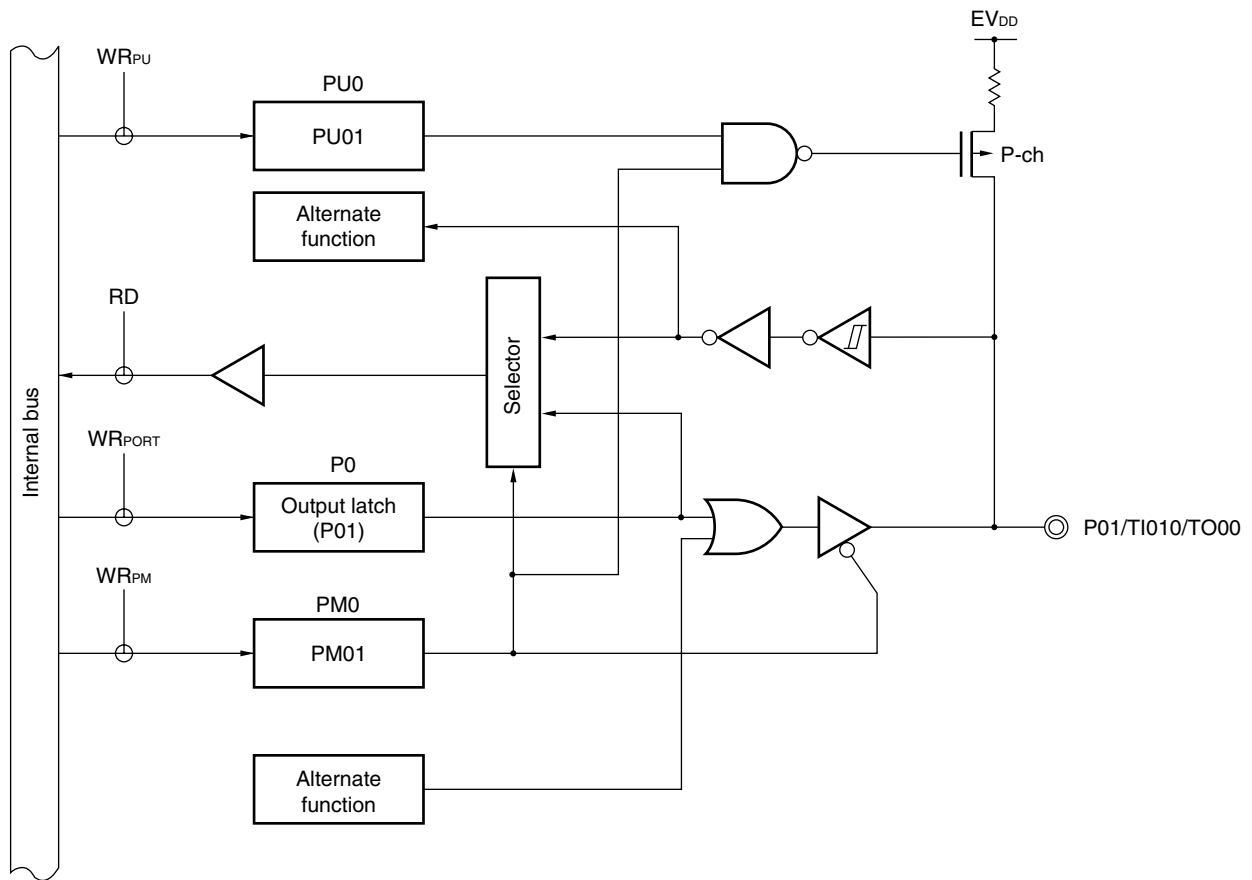 EVDD
WRPU
PU0
PU01
P-ch
Alternate
function
RD
Selector
Internal bus
WRPORT
P0
Output latch
(P01)
P01/TI010/TO00
WRPM
PM0
PM01
Alternate
function